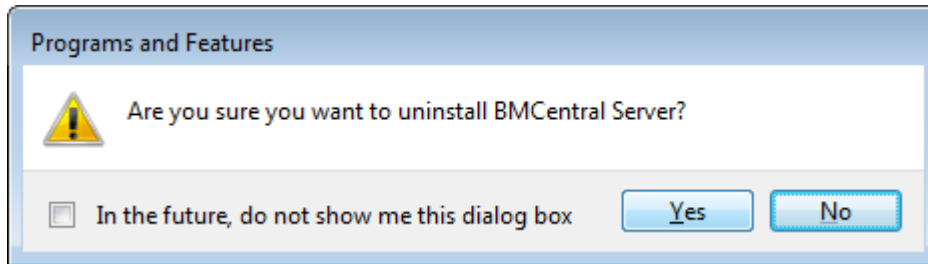 Programs and Features
Are you sure you want to uninstall BMCentral Server?
In the future, do not show me this dialog box
Yes
No